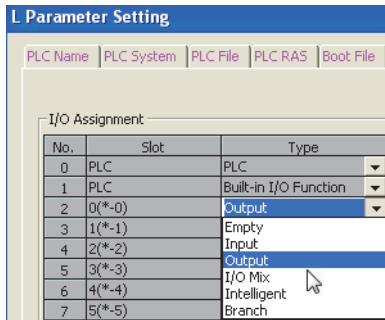 L Parameter Setting
PLC Name PLC System PLC File PLC RAS Boot File
I/O Assignment
No. Slot Type
0 PLC PLC
1 PLC Built-in I/O Function
2 0(*-0) Output
3 1(*-1) Empty
4 2(*-2) Input
Output
5 3(*-3) I/O Mix
6 4(*-4) Intelligent
7 5(*-5) Branch